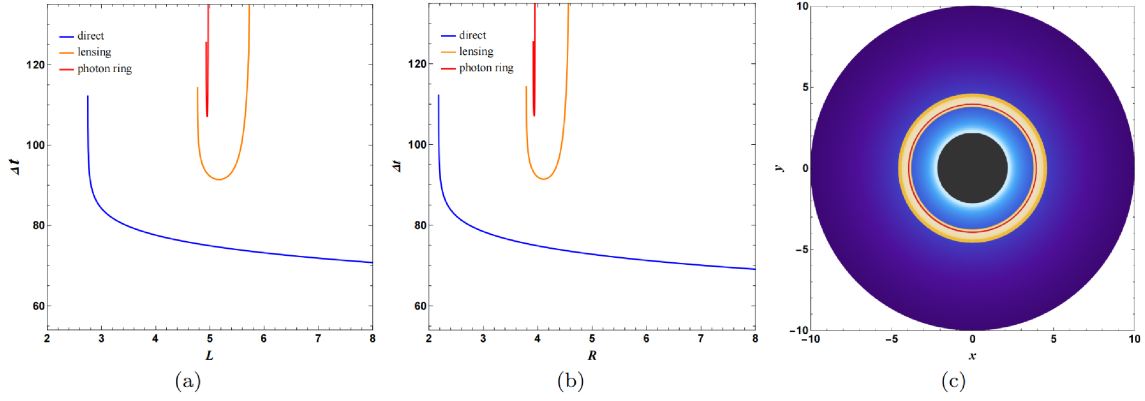 direct
lensing
photon ring
120
100
80
60
Δt
2 3 4 5 6 7 8
L
(a)
direct
lensing
photon ring
120
100
80
60
Δt
2 3 4 5 6 7 8
R
(b)
10
5
0
-5
-10
y
-10 -5 0 5 10
x
(c)